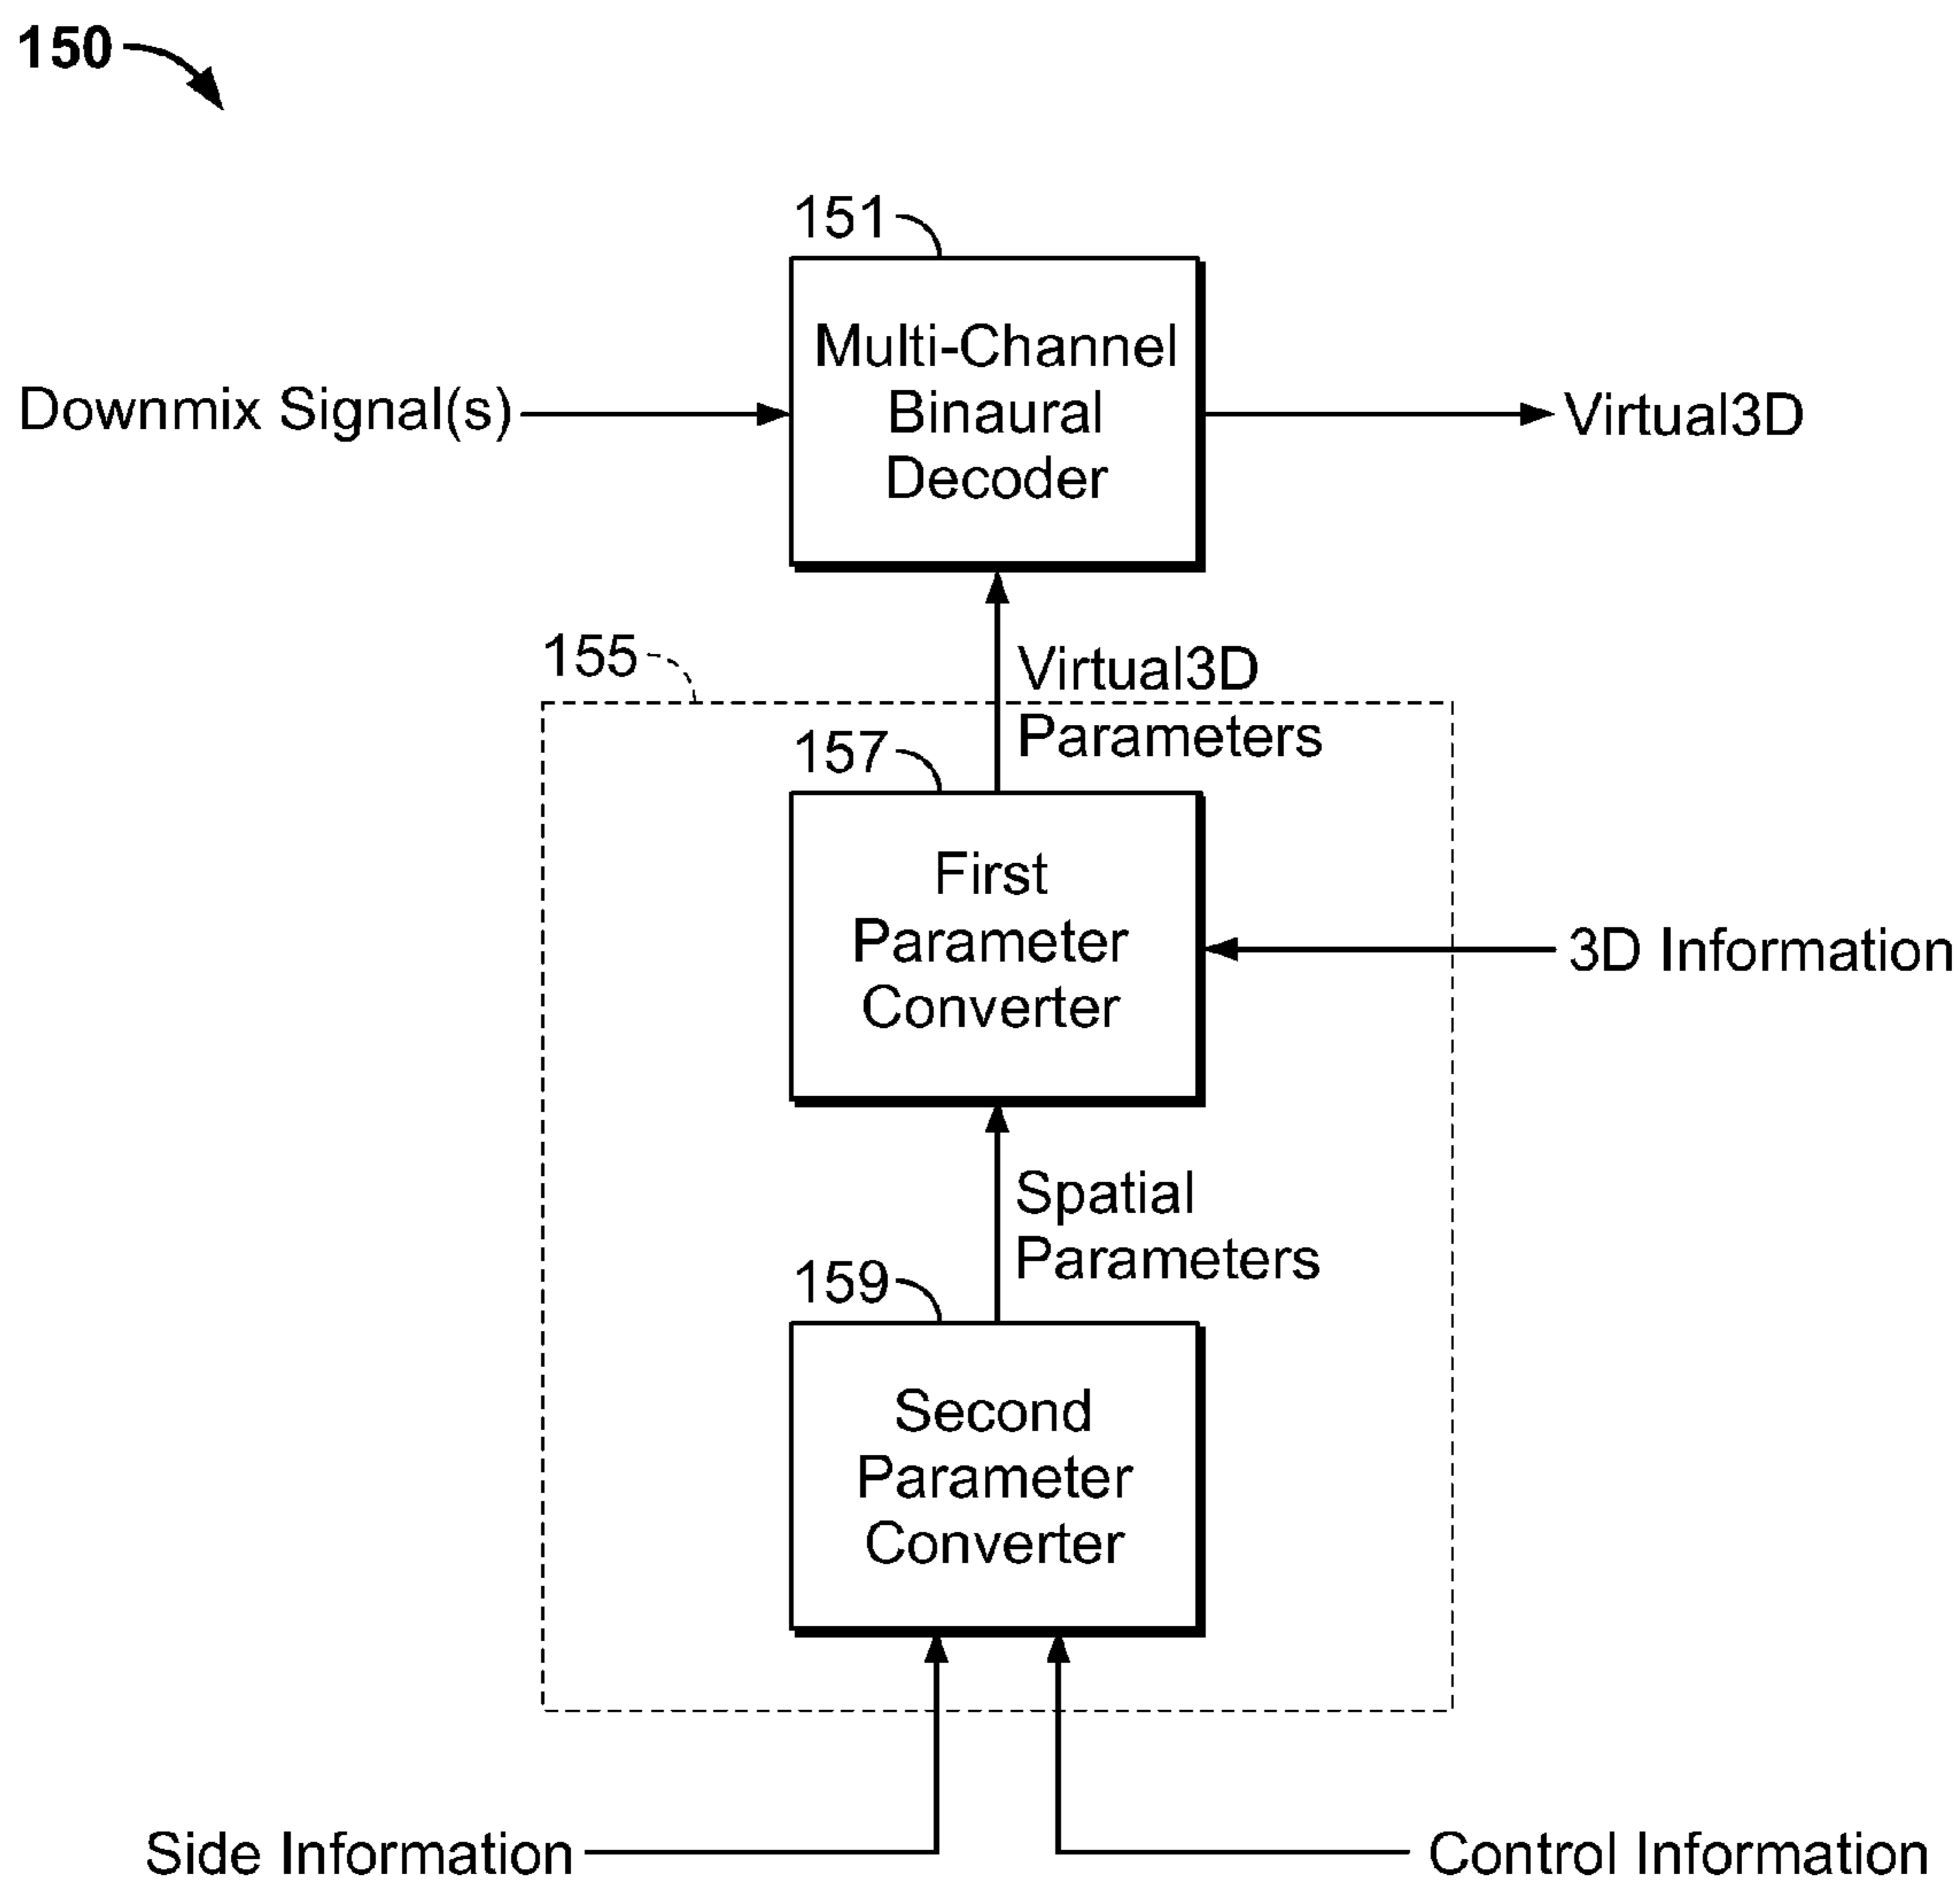 150
151
Multi-Channel
Binaural
Decoder
Downmix Signal(s)
Virtual3D
155
Virtual3D
Parameters
157
First
Parameter
Converter
3D Information
Spatial
Parameters
159
Second
Parameter
Converter
Side Information
Control Information